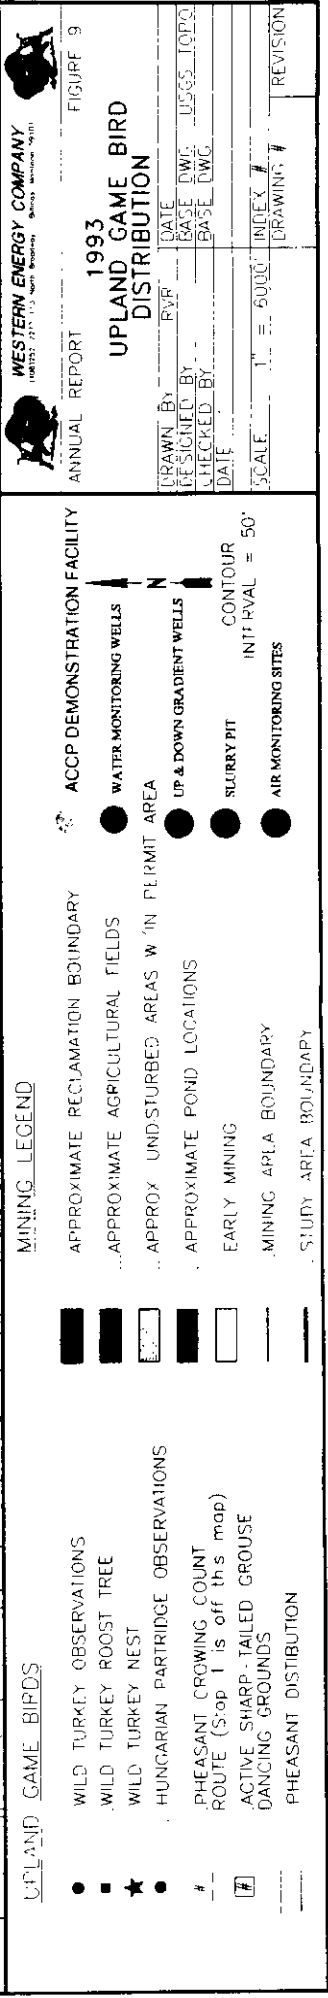 UPLAND GAME BIRDS
WILD TURKEY OBSERVATIONS
WILD TURKEY ROOST TREE
WILD TURKEY NEST
HUNGARIAN PARTRIDGE OBSERVATIONS
# PHEASANT CROWING COUNT
ROUTE (Stop 1 is off ths map)
# ACTIVE SHARP-TAILED GROUSE
DANCING GROUNDS
PHEASANT DISTIBUTION
MINING LEGEND
APPROXIMATE RECLAMATION BOUNDARY
APPROXIMATE AGRICULTURAL FIELDS
APPROX UNDSTURBED AREAS W'IN PERMIT AREA
APPROXIMATE POND LOCATIONS
EARLY MINING
MINING AREA BOUNDARY
STUDY AREA BOUNDARY
ACCP DEMONSTRATION FACILITY
WATER MONITORING WELLS
UP & DOWN GRADIENT WELLS
SLURRY PIT
AIR MONITORING SITES
N
CONTOUR
INTERVAL = 50'
WESTERN ENERGY COMPANY
ANNUAL REPORT FIGURE 9
1993
UPLAND GAME BIRD
DISTRIBUTION
DRAWN BY RVR DATE
DESIGNED BY BASE DWG USGS TOPO
CHECKED BY BASE DWG
DATE
SCALE 1" = 6000' INDEX #
DRAWING # REVISION